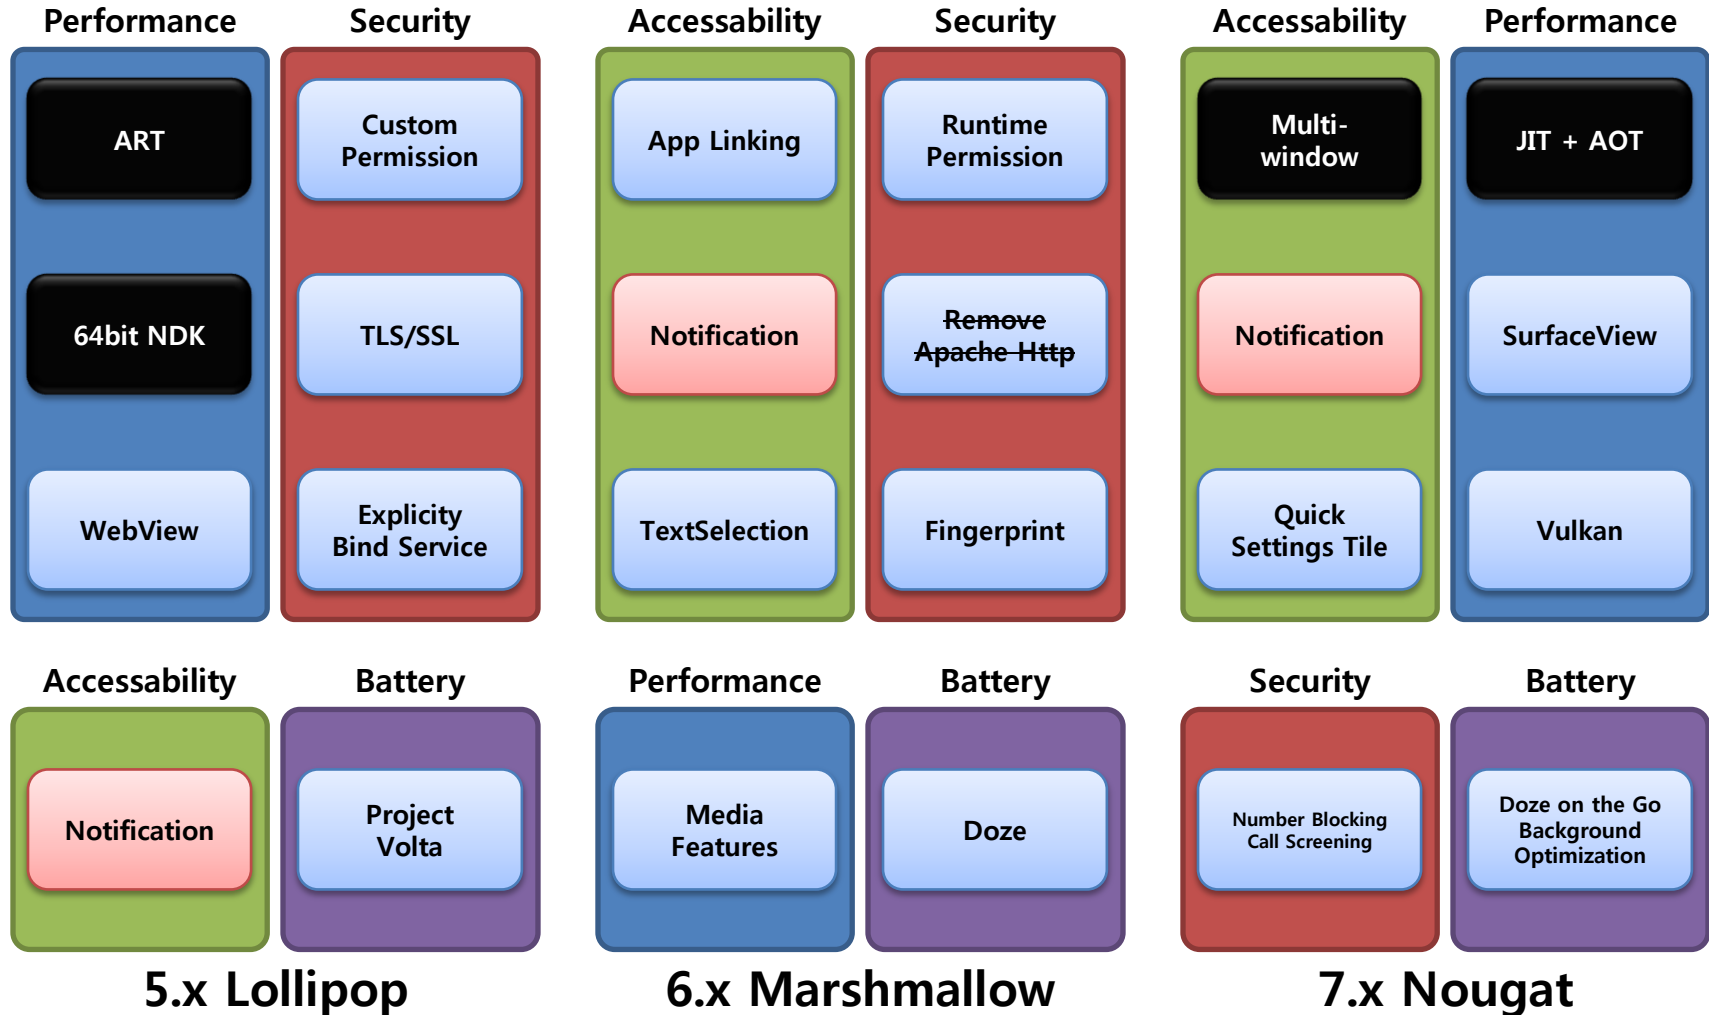 Performance
ART
64bit NDK
WebView
Security
Custom
Permission
TLS/SSL
Explicity
Bind Service
Accessability
Notification
Battery
Project
Volta
5.x Lollipop
Accessability
App Linking
Notification
TextSelection
Security
Runtime
Permission
Remove
Apache Http
Fingerprint
Performance
Media
Features
Battery
Doze
6.x Marshmallow
Accessability
Multi-
window
Notification
Quick
Settings Tile
Performance
JIT + AOT
SurfaceView
Vulkan
Security
Number Blocking
Call Screening
Battery
Doze on the Go
Background
Optimization
7.x Nougat